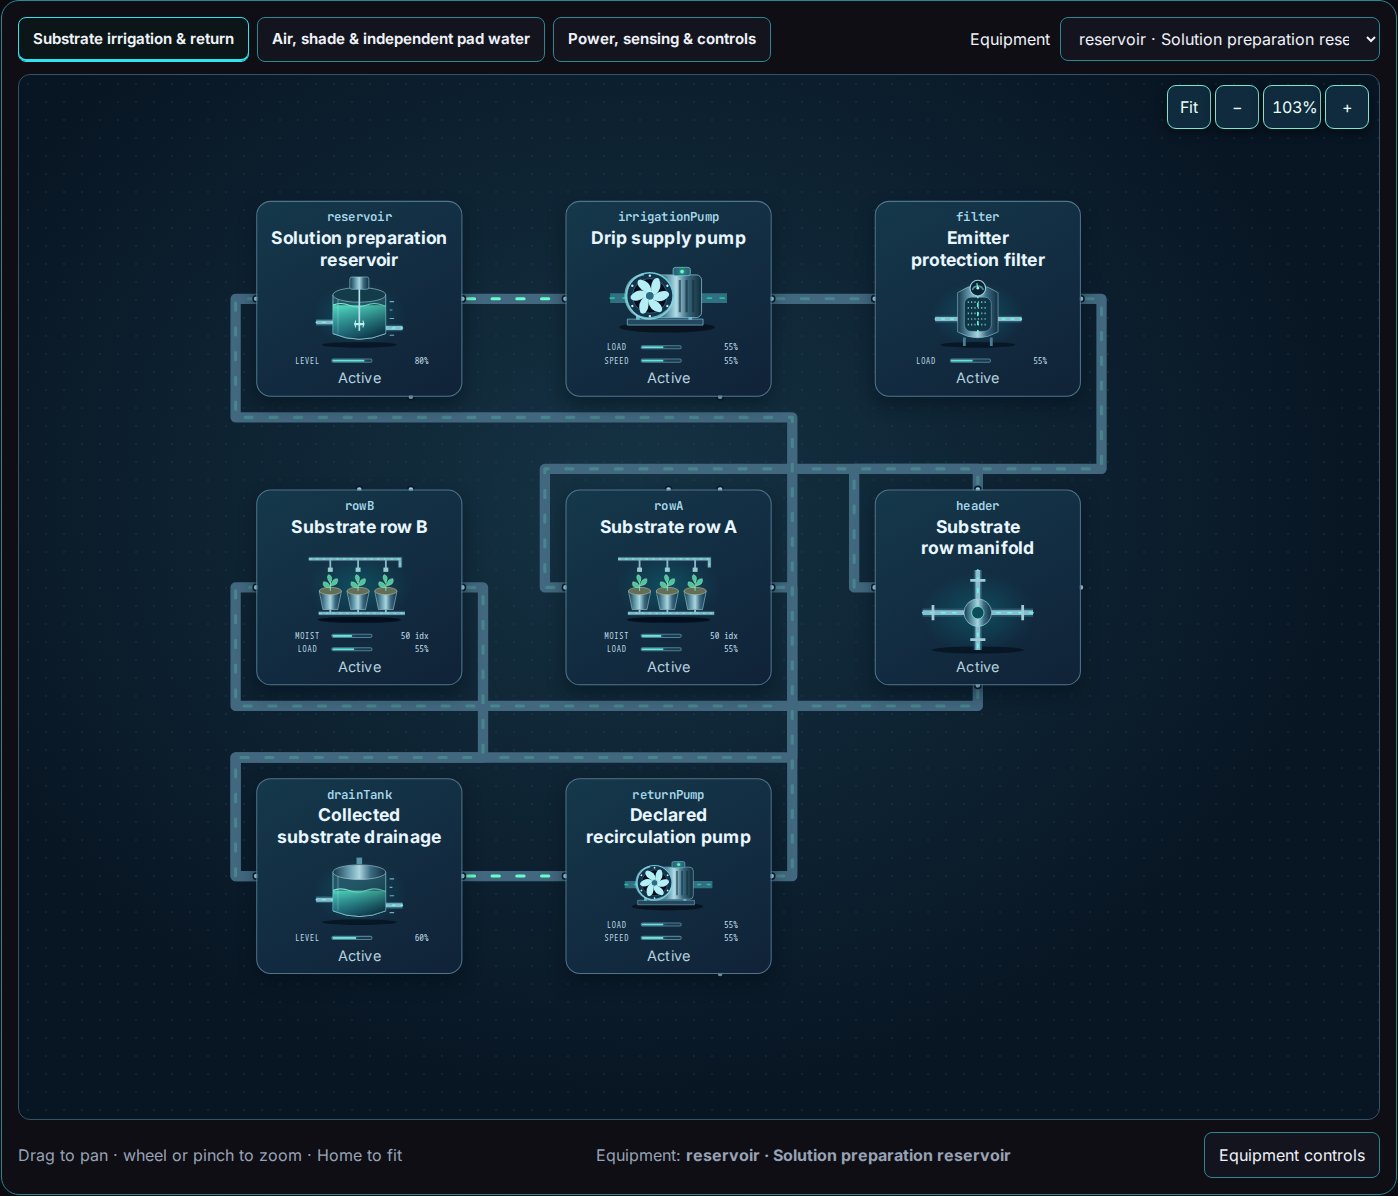 Substrate irrigation & return
Air, shade & independent pad water
Power, sensing & controls
Equipment
reservoir · Solution preparation rese
Fit
−
103%
+
reservoir
Solution preparation
reservoir
LEVEL 80%
Active
irrigationPump
Drip supply pump
LOAD 55%
SPEED 55%
Active
filter
Emitter
protection filter
LOAD 55%
Active
rowB
Substrate row B
MOIST 50 idx
LOAD 55%
Active
rowA
Substrate row A
MOIST 50 idx
LOAD 55%
Active
header
Substrate
row manifold
Active
drainTank
Collected
substrate drainage
LEVEL 60%
Active
returnPump
Declared
recirculation pump
LOAD 55%
SPEED 55%
Active
Drag to pan · wheel or pinch to zoom · Home to fit
Equipment: reservoir · Solution preparation reservoir
Equipment controls